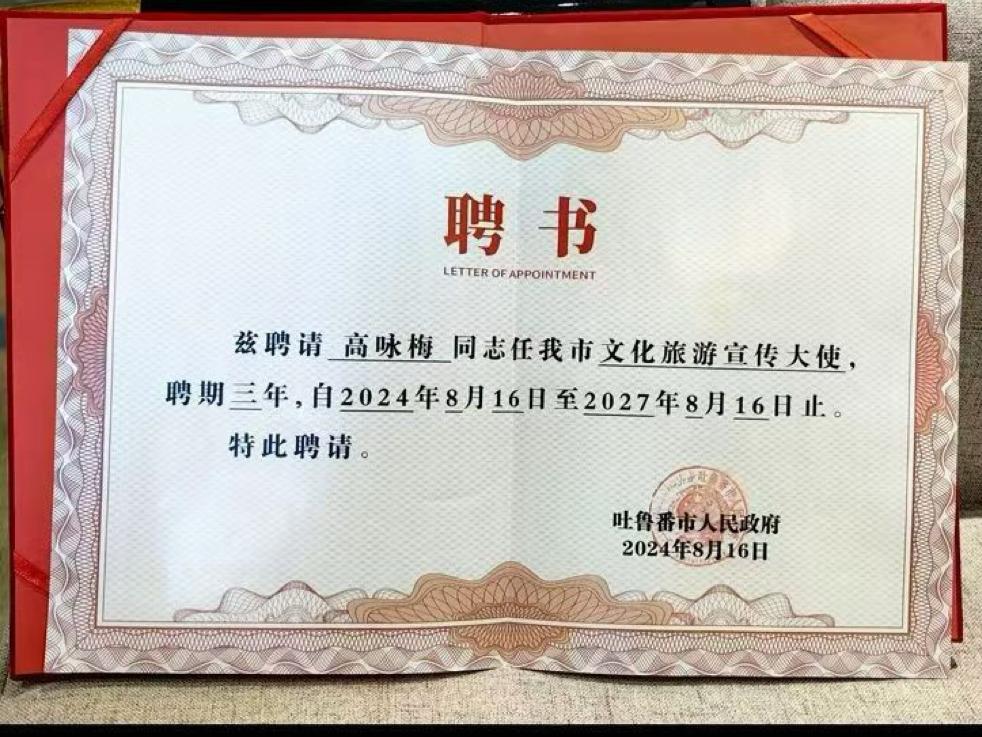 聘书
LETTER OF APPOINTMENT
兹聘请 高咏梅 同志任我市文化旅游宣传大使，
聘期三年，自2024年8月16日至2027年8月16日止。
特此聘请。
吐鲁番市人民政府
2024年8月16日